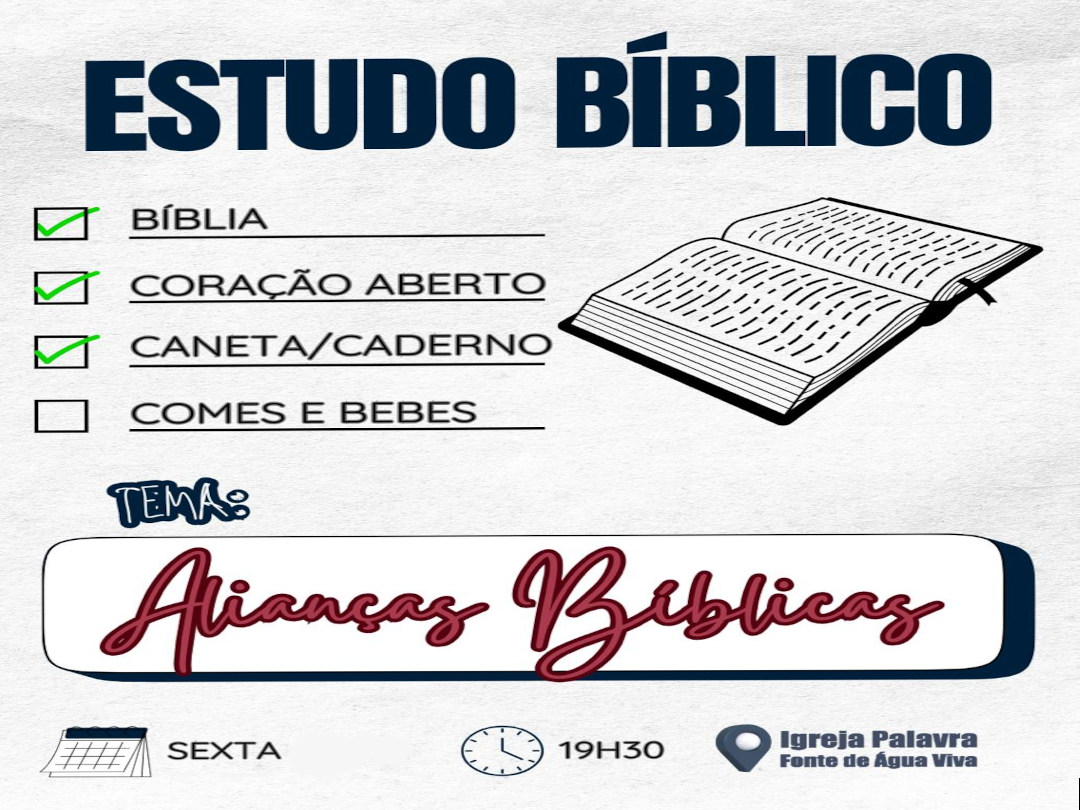 ESTUDO BÍBLICO
BÍBLIA
CORAÇÃO ABERTO
CANETA/CADERNO
COMES E BEBES
TEMA:
Alianças Bíblicas
SEXTA
19H30
Igreja Palavra
Fonte de Água Viva